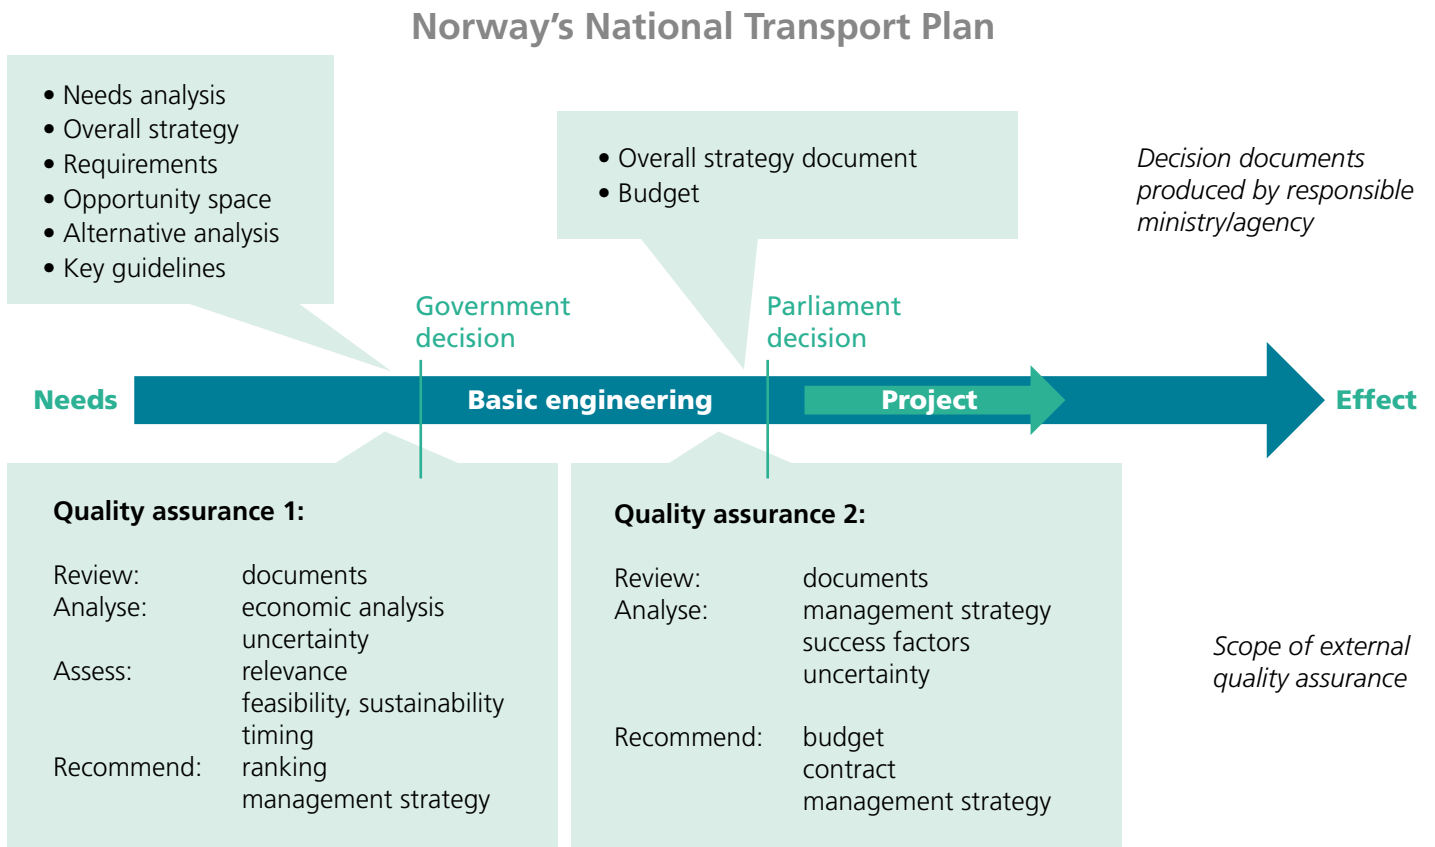 Norway's National Transport Plan
• Needs analysis
• Overall strategy
• Requirements
• Opportunity space
• Alternative analysis
• Key guidelines
• Overall strategy document
• Budget
Decision documents
produced by responsible
ministry/agency
Government
decision
Parliament
decision
Needs
Basic engineering
Project
Effect
Quality assurance 1:
Review: documents
Analyse: economic analysis
uncertainty
Assess: relevance
feasibility, sustainability
timing
Recommend: ranking
management strategy
Quality assurance 2:
Review: documents
Analyse: management strategy
success factors
uncertainty
Recommend: budget
contract
management strategy
Scope of external
quality assurance